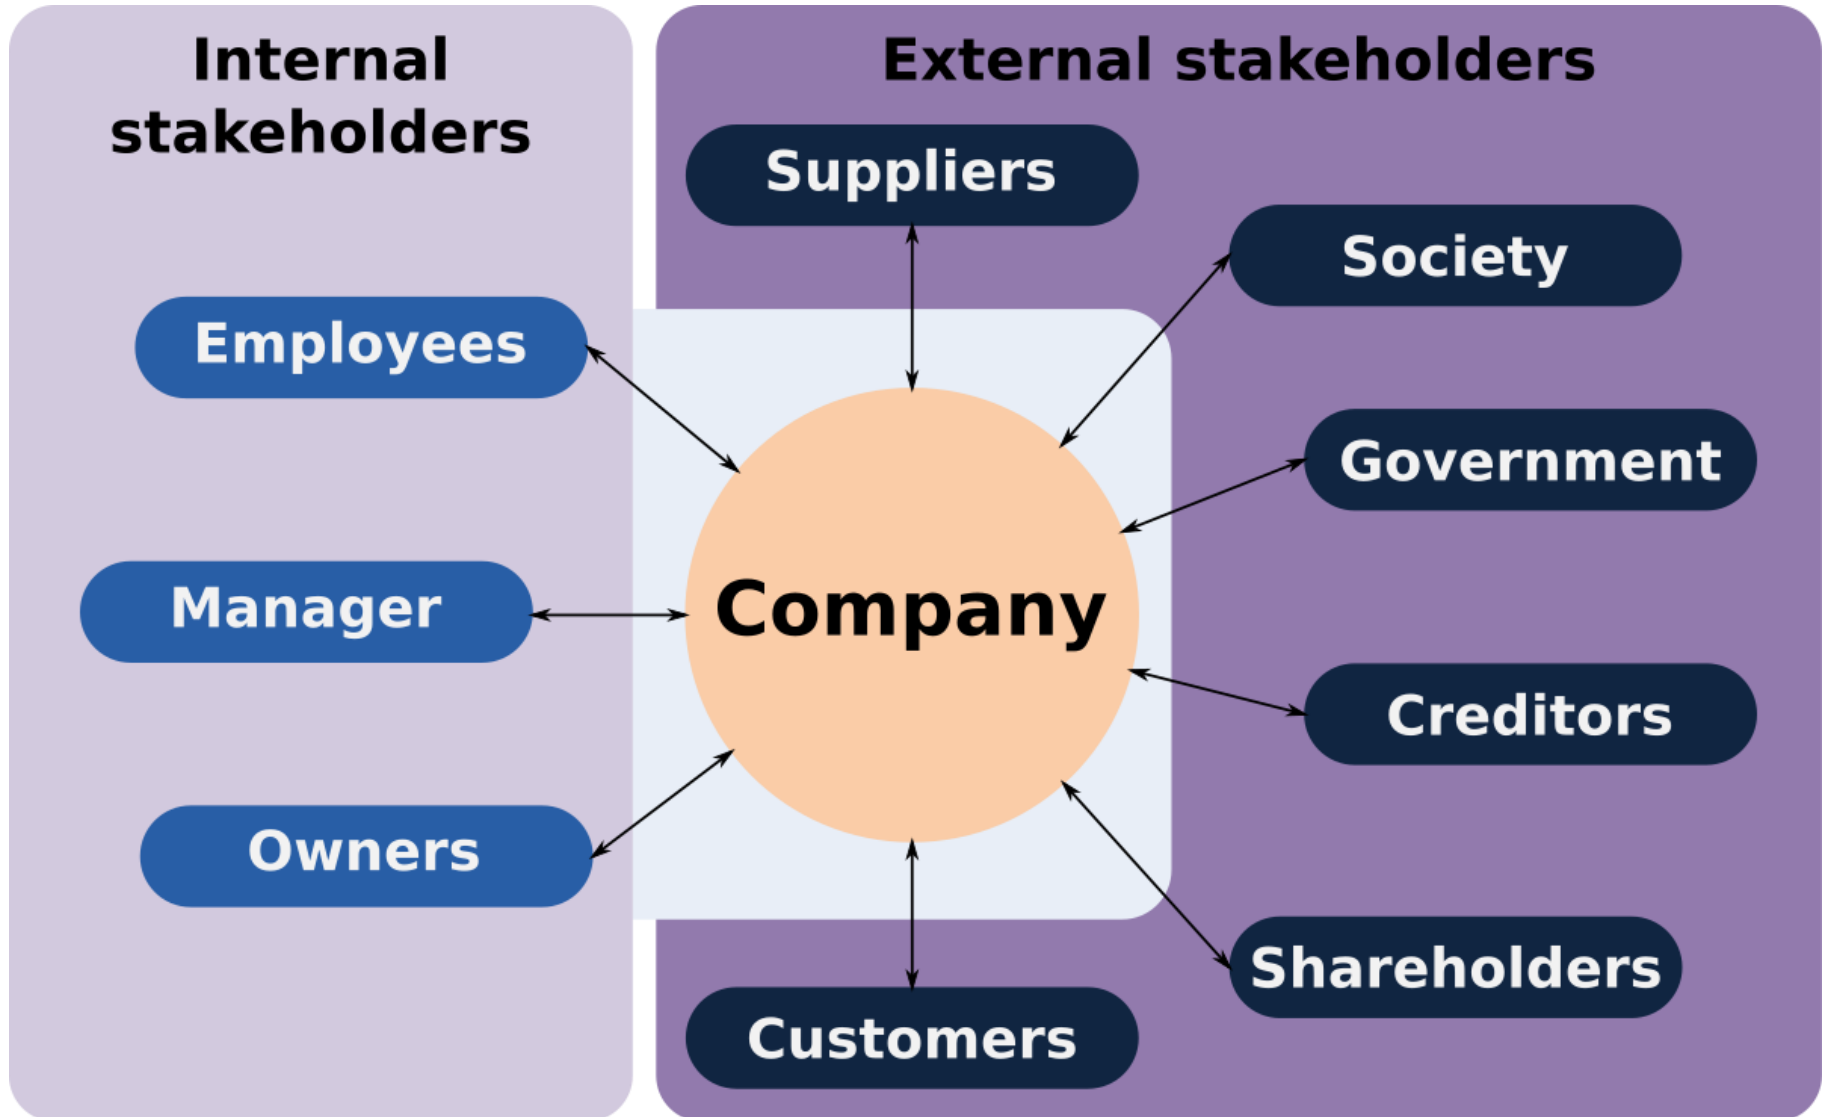 Internal
stakeholders
Employees
Manager
Owners
External stakeholders
Suppliers
Society
Government
Company
Creditors
Shareholders
Customers